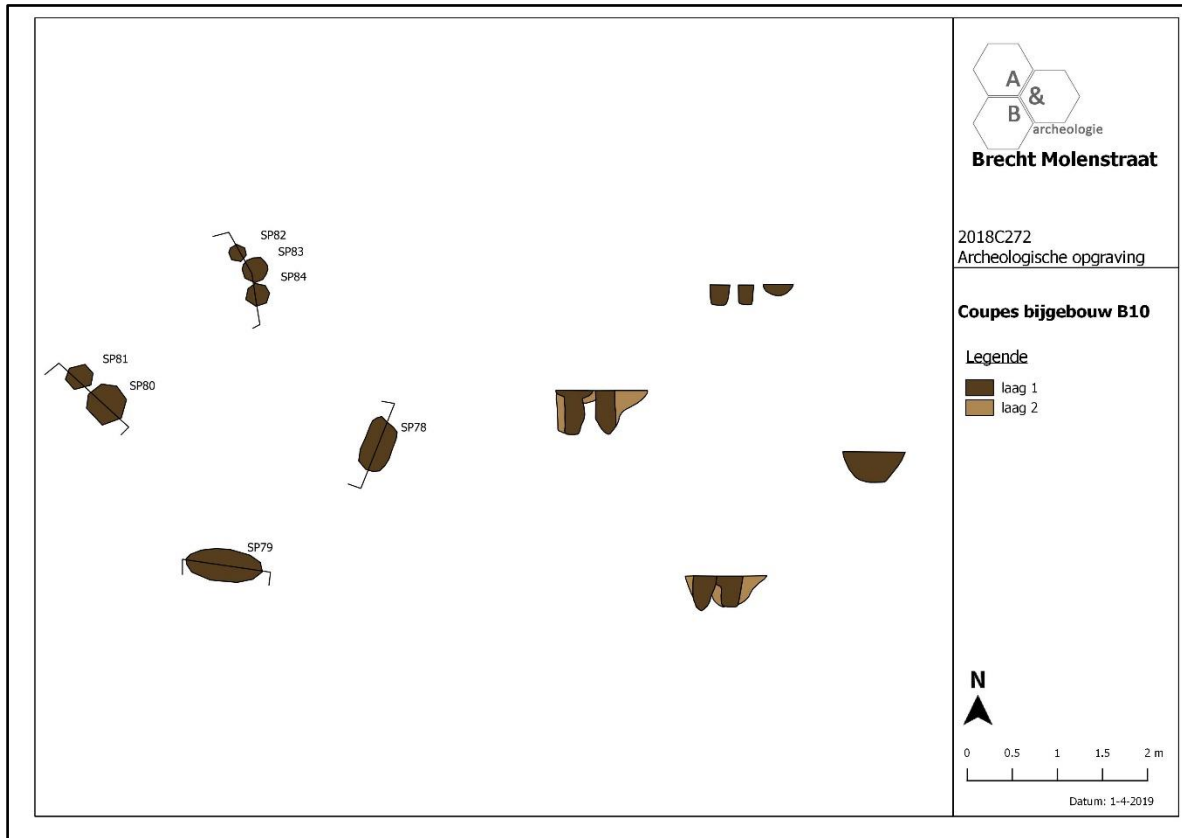 SP82
SP83
SP84
SP81
SP80
SP78
SP79
A
&
B
archeologie
Brecht Molenstraat
2018C272
Archeologische opgraving
Coupes bijgebouw B10
Legende
laag 1
laag 2
N
0 0.5 1 1.5 2 m
Datum: 1-4-2019